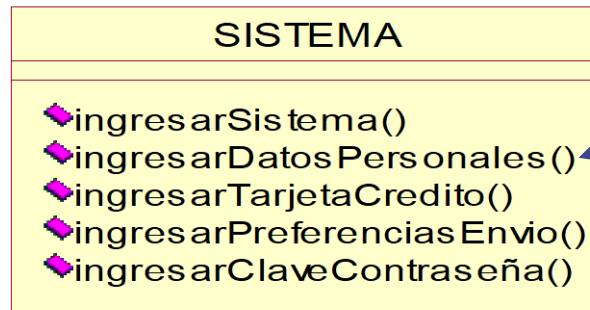 SISTEMA
ingresarSistema()
ingresarDatosPersonales()
ingresarTarjetaCredito()
ingresarPreferenciasEnvio()
ingresarClaveContraseña()